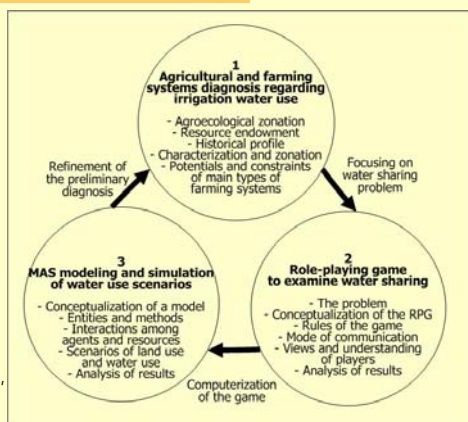 1
Agricultural and farming
systems diagnosis regarding
irrigation water use
- Agroecological zonation
- Resource endowment
- Historical profile
- Characterization and zonation
- Potentials and constraints
of main types of
farming systems
Focusing on
water sharing
problem
2
Role-playing game
to examine water sharing
- The problem
- Conceptualization of the RPG
- Rules of the game
- Mode of communication
- Views and understanding
of players
- Analysis of results
Computerization
of the game
3
MAS modeling and simulation
of water use scenarios
- Conceptualization of a model
- Entities and methods
- Interactions among
agents and resources
- Scenarios of land use
and water use
- Analysis of results
Refinement of
the preliminary
diagnosis
,